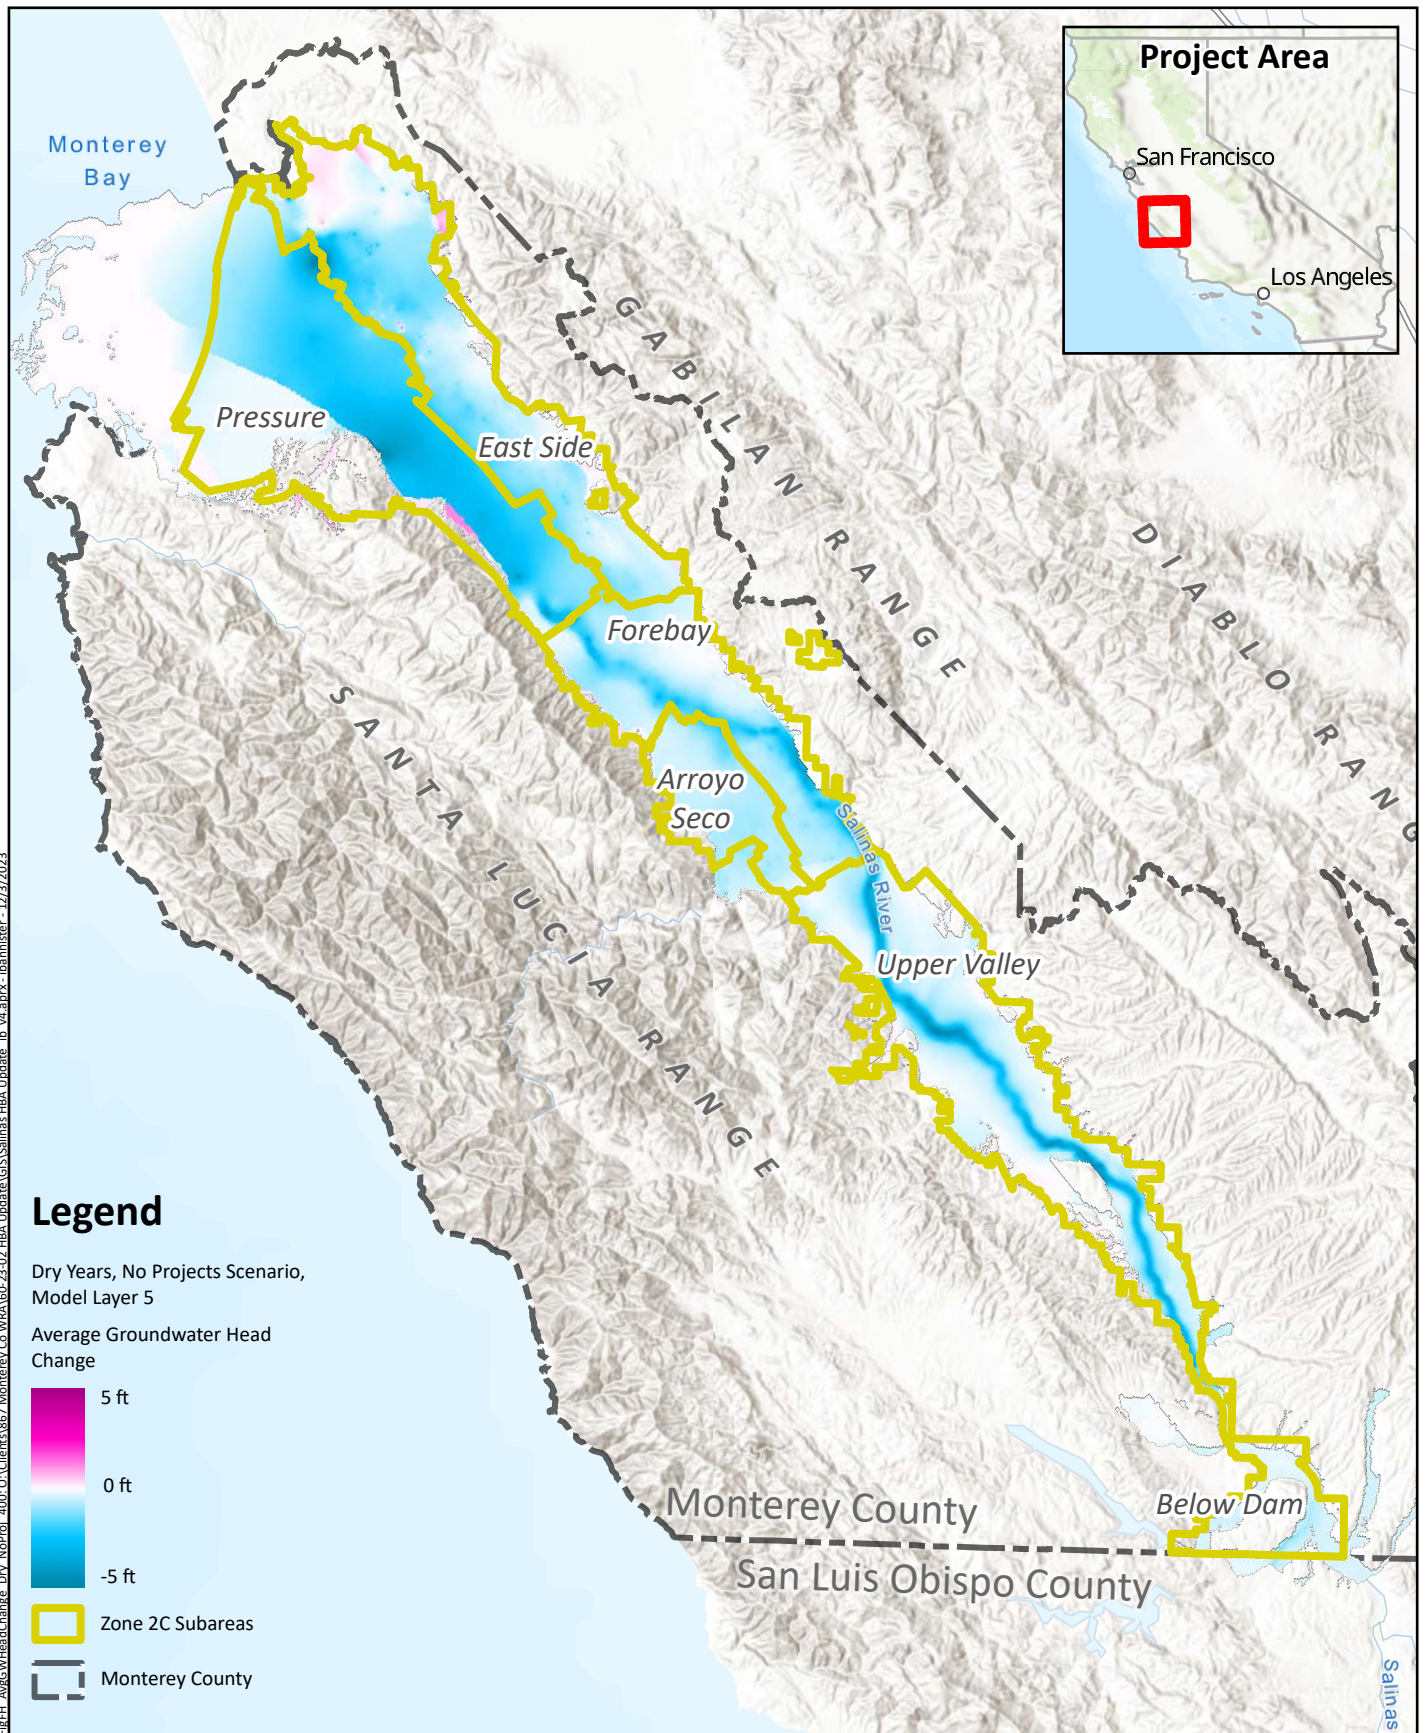 Project Area
San Francisco
Los Angeles
Monterey
Bay
GABILAN RANGE
DIABLO RANG
Pressure
East Side
Forebay
Arroyo
Seco
Salinas River
Upper Valley
SANTA LUCIA RANGE
Below Dam
Monterey County
San Luis Obispo County
Salinas
Legend
Dry Years, No Projects Scenario,
Model Layer 5
Average Groundwater Head
Change
5 ft
0 ft
-5 ft
Zone 2C Subareas
Monterey County